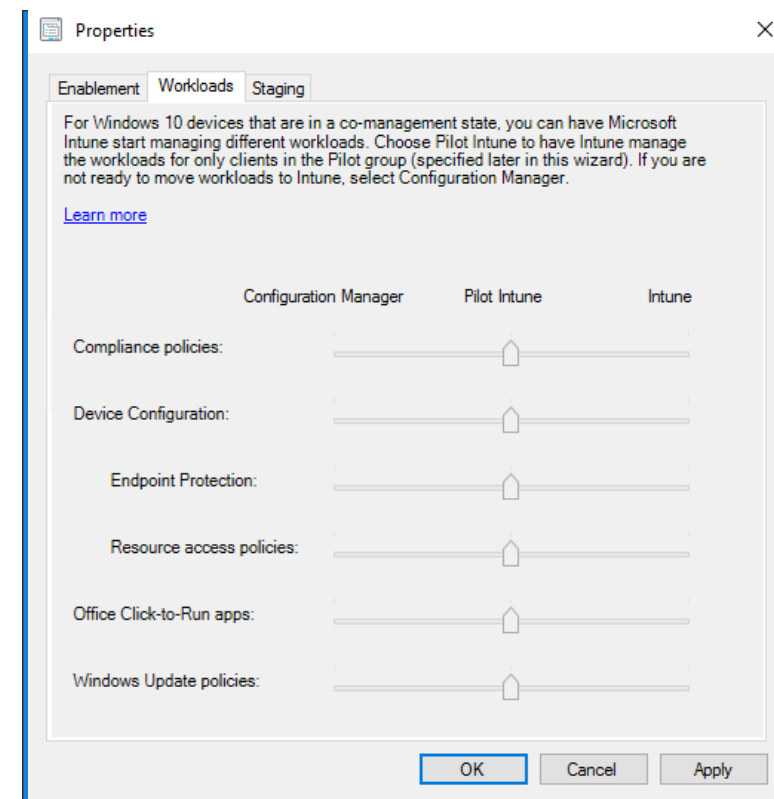 Properties
Enablement Workloads Staging
For Windows 10 devices that are in a co-management state, you can have Microsoft
Intune start managing different workloads. Choose Pilot Intune to have Intune manage
the workloads for only clients in the Pilot group (specified later in this wizard). If you are
not ready to move workloads to Intune, select Configuration Manager.
Learn more
Configuration Manager Pilot Intune Intune
Compliance policies:
Device Configuration:
Endpoint Protection:
Resource access policies:
Office Click-to-Run apps:
Windows Update policies:
OK Cancel Apply